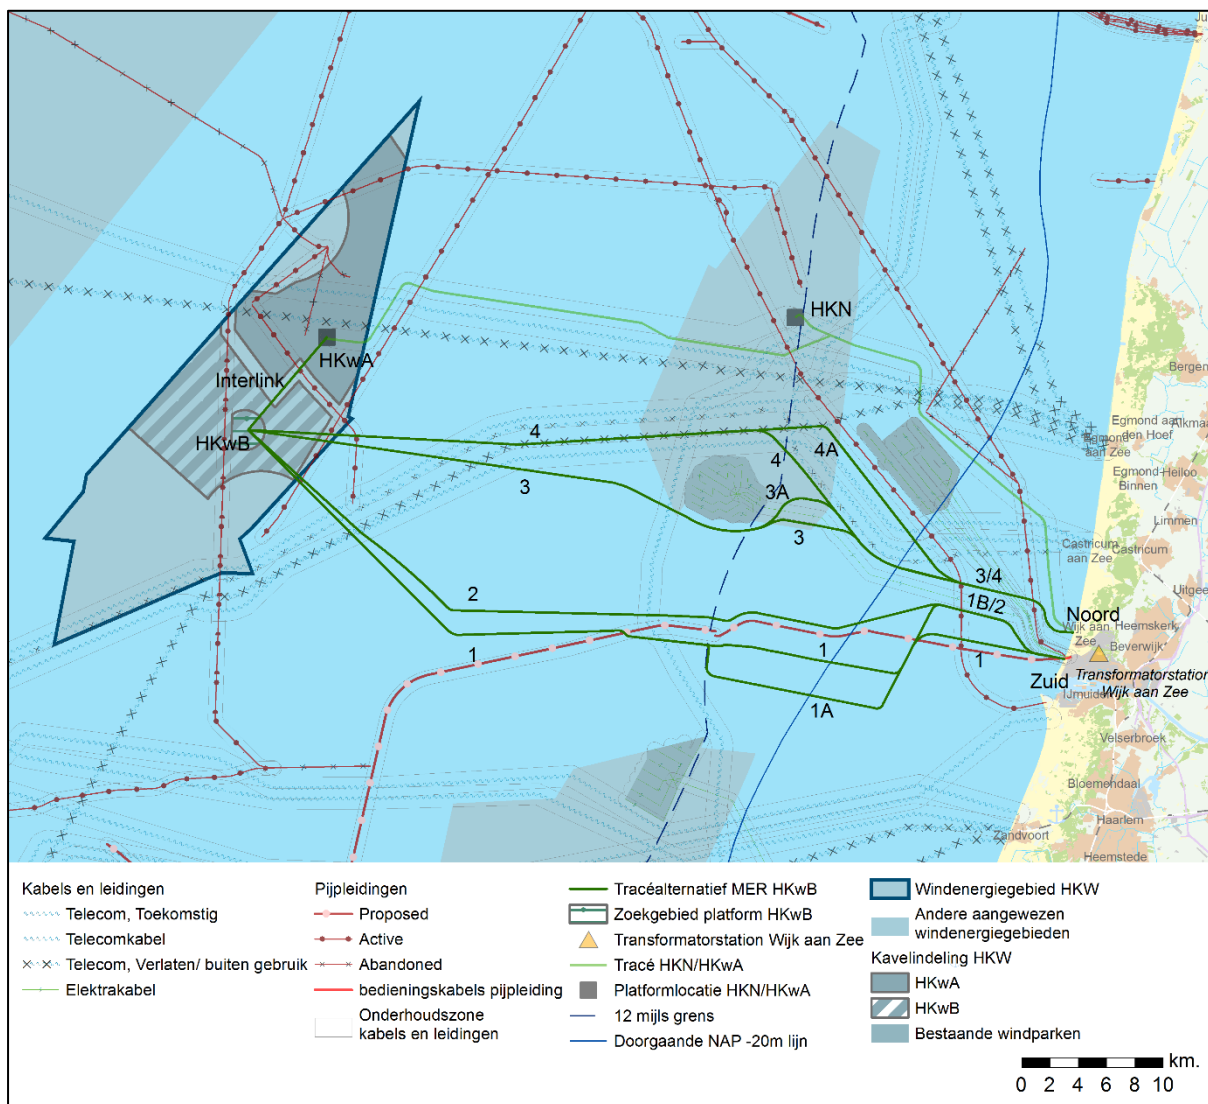 Ju
HKN
HKwA
Bergen
Interlink
Egmond aan
den Hoef
Alkma
4
4A
Egmond
aan Zee
HKwB
4
Egmond-
Binnen
Heiloo
3
3A
Limmen
3
Castricum
aan Zee
Castricum
3/4
Uitgee
2
1B/2
Noord
Wijk aan
Zee
Heemskerk
1
1
1
Beverwijk
Zuid
Transformatorstation
Wijk aan Zee
IJmuiden
1A
Velserbroek
Bloemendaal
Haarlem
Zandvoort
Heemstede
Kabels en leidingen
Telecom, Toekomstig
Telecomkabel
Telecom, Verlaten/ buiten gebruik
Elektrakabel
Pijpleidingen
Proposed
Active
Abandoned
bedieningskabels pijpleiding
Onderhoudszone
kabels en leidingen
Tracéalternatief MER HKwB
Zoekgebied platform HKwB
Transformatorstation Wijk aan Zee
Tracé HKN/HKwA
Platformlocatie HKN/HKwA
12 mijls grens
Doorgaande NAP -20m lijn
Windenergiegebied HKW
Andere aangewezen
windenergiegebieden
Kavelindeling HKW
HKwA
HKwB
Bestaande windparken
km.
0 2 4 6 8 10